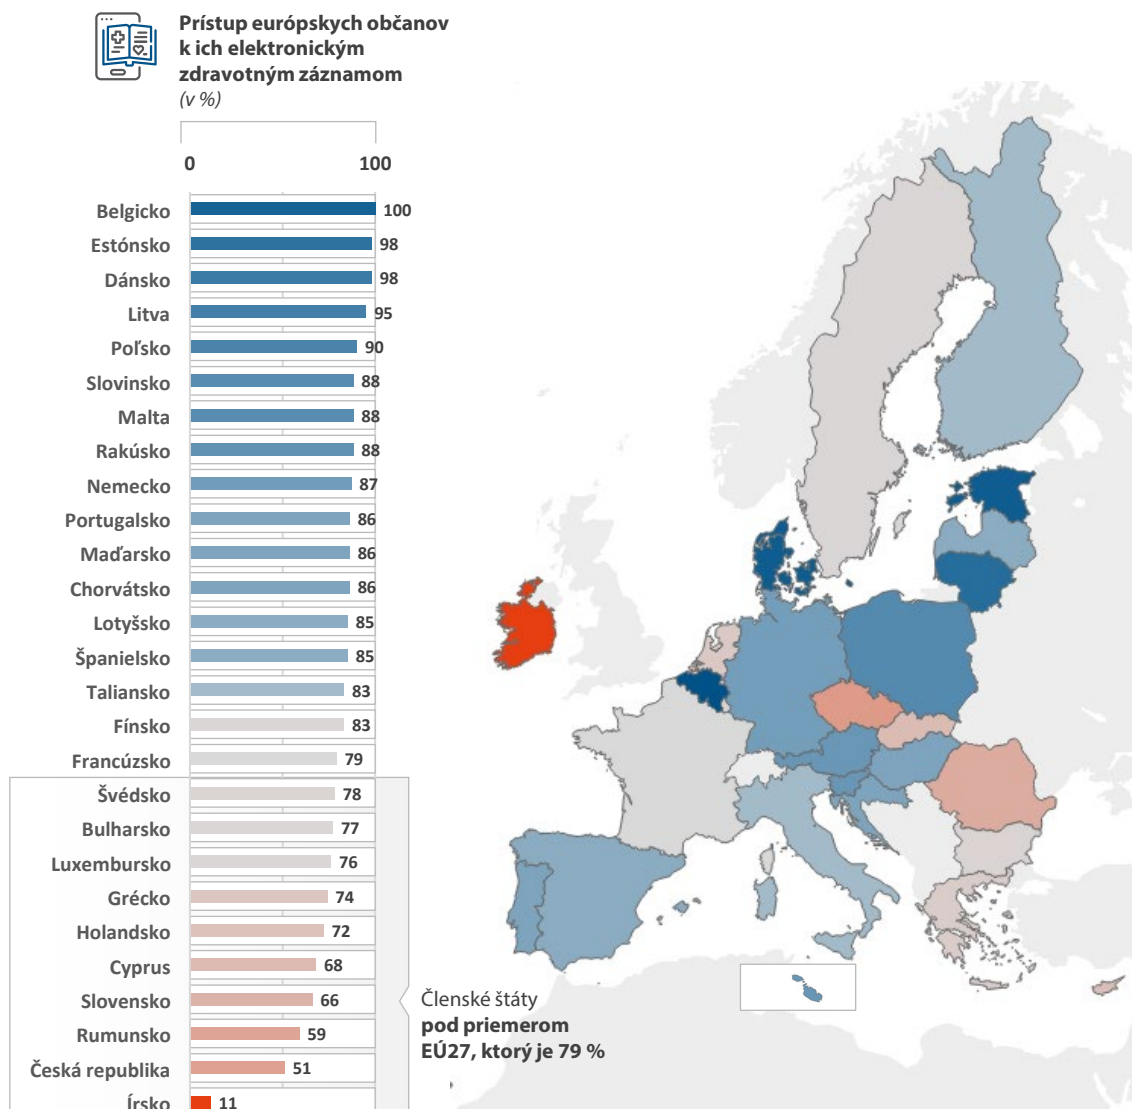 Prístup európskych občanov
k ich elektronickým
zdravotným záznamom
(v %)
0 100
Belgicko 100
Estónsko 98
Dánsko 98
Litva 95
Poľsko 90
Slovinsko 88
Malta 88
Rakúsko 88
Nemecko 87
Portugalsko 86
Maďarsko 86
Chorvátsko 86
Lotyšsko 85
Španielsko 85
Taliansko 83
Fínsko 83
Francúzsko 79
Švédsko 78
Bulharsko 77
Luxembursko 76
Grécko 74
Holandsko 72
Cyprus 68
Slovensko 66
Rumunsko 59
Česká republika 51
Írsko 11
Členské štáty
pod priemerom
EÚ27, ktorý je 79 %